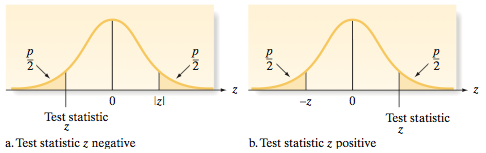 p/2
p/2
z
0
|z|
Test statistic
z
a. Test statistic z negative
p/2
p/2
z
−z
0
Test statistic
z
b. Test statistic z positive